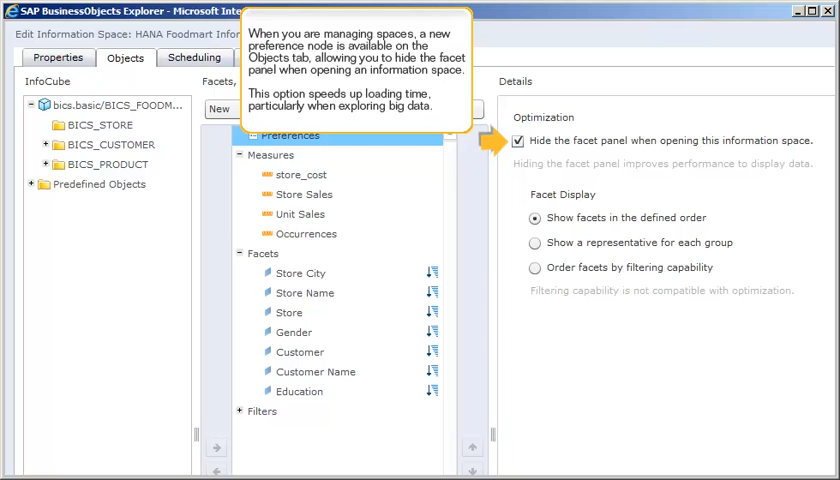 SAP BusinessObjects Explorer - Microsoft Inte
Edit Information Space: HANA Foodmart Infor
When you are managing spaces, a new
preference node is available on the
Objects tab, allowing you to hide the facet
panel when opening an information space.
This option speeds up loading time,
particularly when exploring big data.
Properties
Objects
Scheduling
InfoCube
bics.basic/BICS_FOODM...
BICS_STORE
BICS_CUSTOMER
BICS_PRODUCT
Predefined Objects
Facets,
New
Preferences
Measures
store_cost
Store Sales
Unit Sales
Occurrences
Facets
Store City
Store Name
Store
Gender
Customer
Customer Name
Education
Filters
Details
Optimization
Hide the facet panel when opening this information space.
Hiding the facet panel improves performance to display data.
Facet Display
Show facets in the defined order
Show a representative for each group
Order facets by filtering capability
Filtering capability is not compatible with optimization.